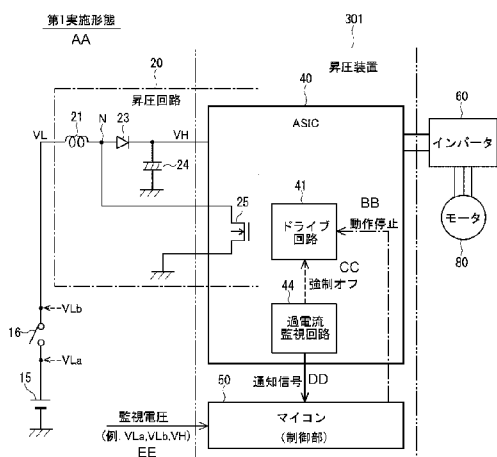 第1実施形態
AA
301
昇圧装置
20
昇圧回路
40
ASIC
60
インバータ
VL
21
N
23
VH
24
25
41
ドライブ
回路
BB
動作停止
モータ
80
CC
強制オフ
44
過電流
監視回路
VLb
16
VLa
15
通知信号
DD
50
マイコン
(制御部)
監視電圧
(例. VLa,VLb,VH)
EE